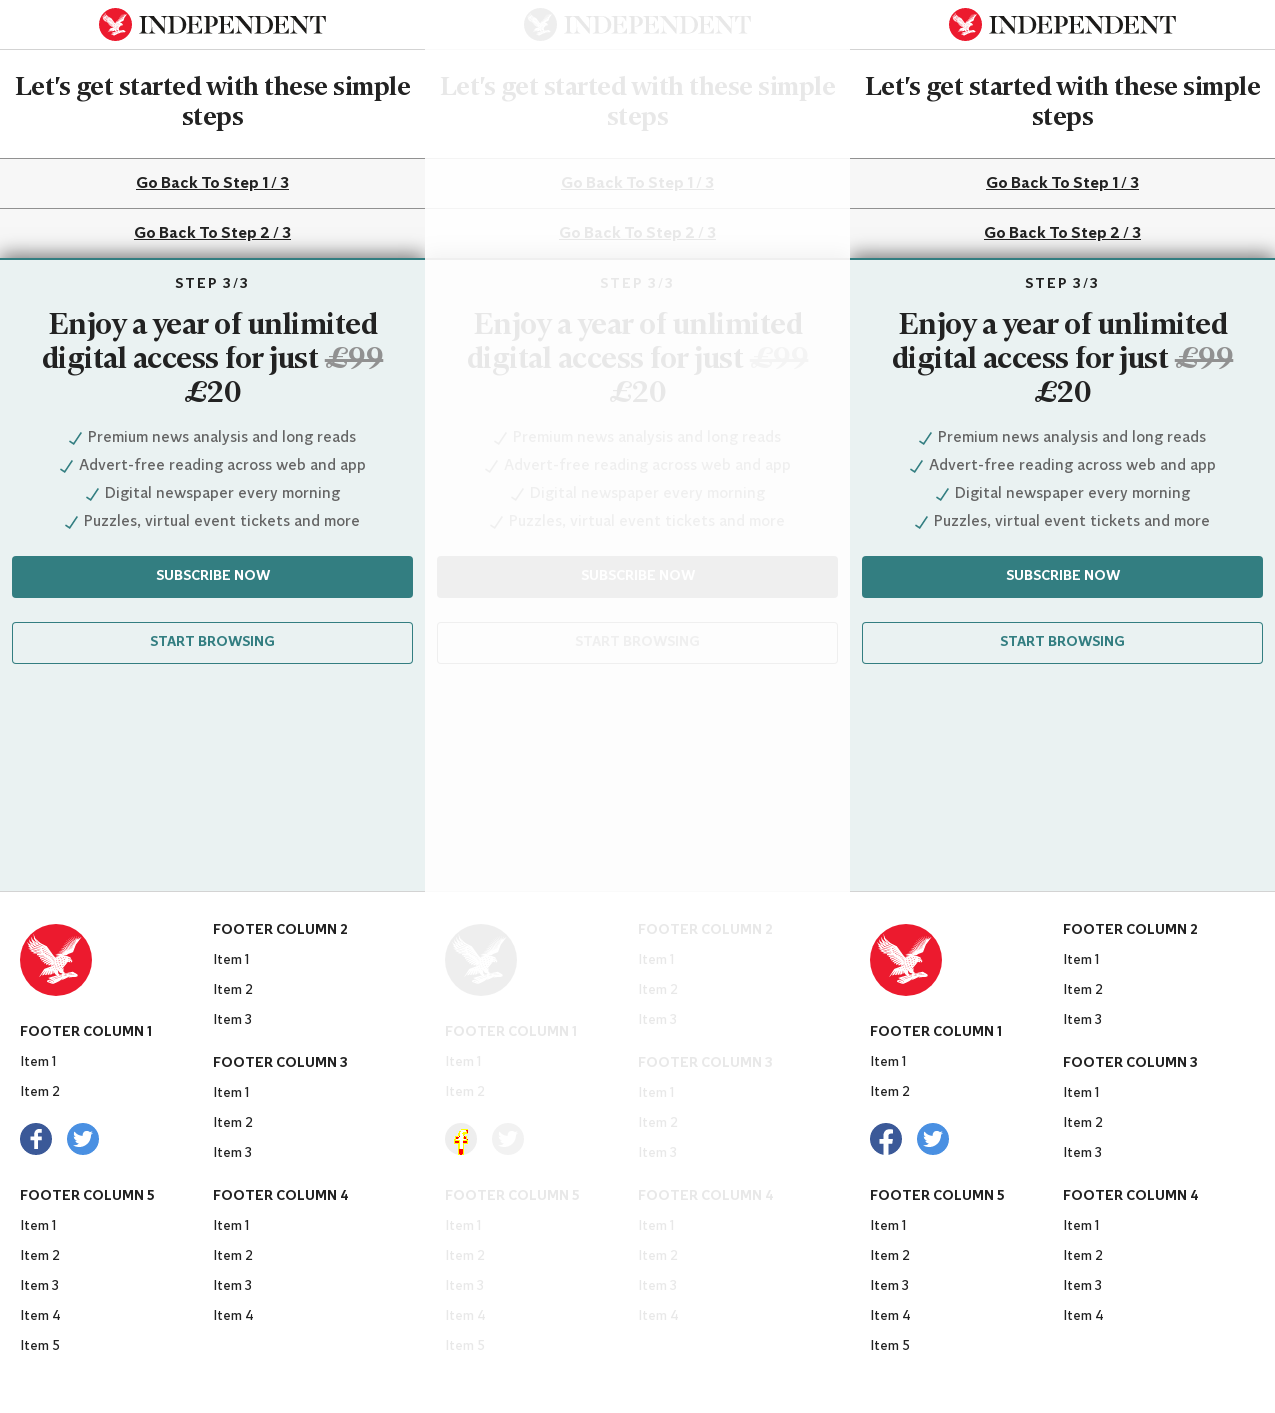 INDEPENDENT
Let's get started with these simple
steps
Go Back To Step 1 / 3
Go Back To Step 2 / 3
STEP 3/3
Enjoy a year of unlimited
digital access for just £99
£20
Premium news analysis and long reads
Advert-free reading across web and app
Digital newspaper every morning
Puzzles, virtual event tickets and more
SUBSCRIBE NOW
START BROWSING
FOOTER COLUMN 1
Item 1
Item 2
FOOTER COLUMN 5
Item 1
Item 2
Item 3
Item 4
Item 5
FOOTER COLUMN 2
Item 1
Item 2
Item 3
FOOTER COLUMN 3
Item 1
Item 2
Item 3
FOOTER COLUMN 4
Item 1
Item 2
Item 3
Item 4
INDEPENDENT
Let's get started with these simple
steps
Go Back To Step 1 / 3
Go Back To Step 2 / 3
STEP 3/3
Enjoy a year of unlimited
digital access for just £99
£20
Premium news analysis and long reads
Advert-free reading across web and app
Digital newspaper every morning
Puzzles, virtual event tickets and more
SUBSCRIBE NOW
START BROWSING
FOOTER COLUMN 1
Item 1
Item 2
FOOTER COLUMN 5
Item 1
Item 2
Item 3
Item 4
Item 5
FOOTER COLUMN 2
Item 1
Item 2
Item 3
FOOTER COLUMN 3
Item 1
Item 2
Item 3
FOOTER COLUMN 4
Item 1
Item 2
Item 3
Item 4
INDEPENDENT
Let's get started with these simple
steps
Go Back To Step 1 / 3
Go Back To Step 2 / 3
STEP 3/3
Enjoy a year of unlimited
digital access for just £99
£20
Premium news analysis and long reads
Advert-free reading across web and app
Digital newspaper every morning
Puzzles, virtual event tickets and more
SUBSCRIBE NOW
START BROWSING
FOOTER COLUMN 1
Item 1
Item 2
FOOTER COLUMN 5
Item 1
Item 2
Item 3
Item 4
Item 5
FOOTER COLUMN 2
Item 1
Item 2
Item 3
FOOTER COLUMN 3
Item 1
Item 2
Item 3
FOOTER COLUMN 4
Item 1
Item 2
Item 3
Item 4